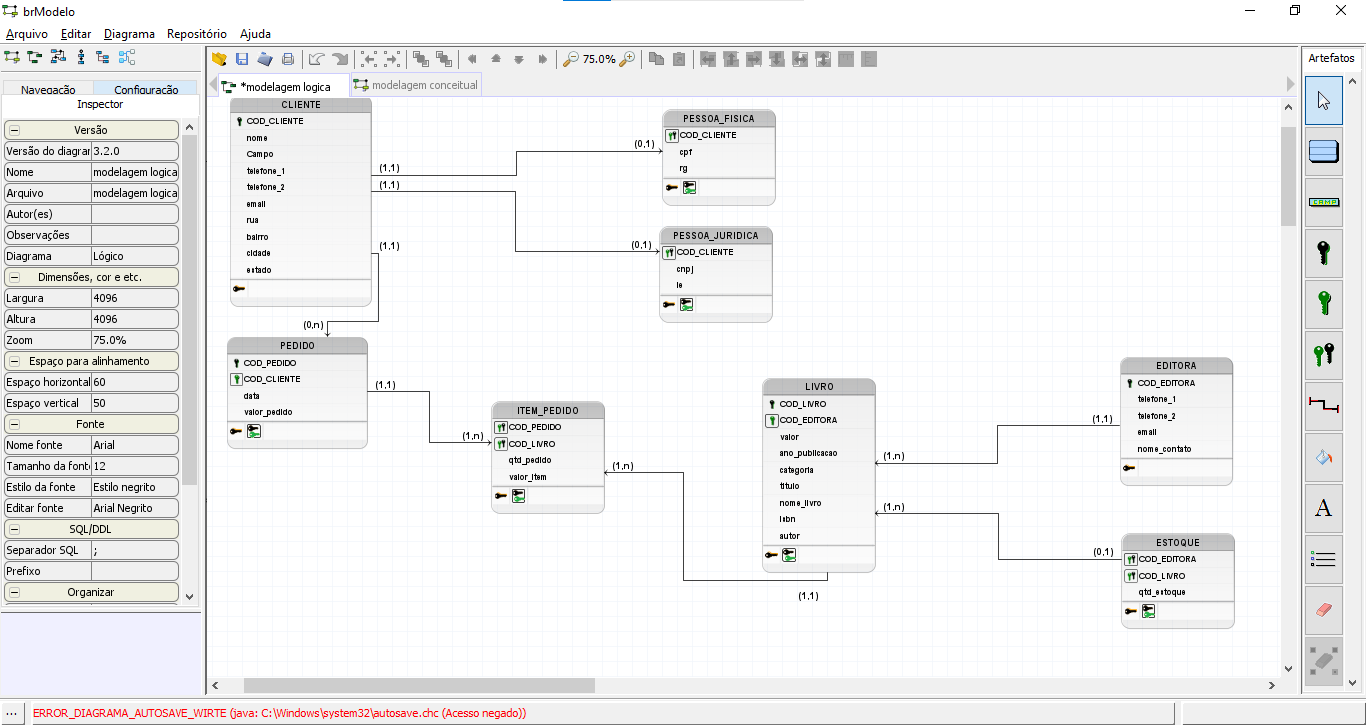 brModelo
Arquivo Editar Diagrama Repositório Ajuda
75.0%
Artefatos
Navegação Configuração
*modelagem logica
modelagem conceitual
Inspector
Versão
Versão do diagrar 3.2.0
Nome modelagem logica
Arquivo modelagem logica
Autor(es)
Observações
Diagrama Lógico
Dimensões, cor e etc.
Largura 4096
Altura 4096
Zoom 75.0%
Espaço para alinhamento
Espaço horizontal 60
Espaço vertical 50
Fonte
Nome fonte Arial
Tamanho da font 12
Estilo da fonte Estilo negrito
Editar fonte Arial Negrito
SQL/DDL
Separador SQL ;
Prefixo
Organizar
CLIENTE
COD_CLIENTE
nome
Campo
telefone_1
telefone_2
email
rua
bairro
cidade
estado
(1,1)
(1,1)
(1,1)
(0,1)
(0,1)
(0,n)
PESSOA_FISICA
COD_CLIENTE
cpf
rg
PESSOA_JURIDICA
COD_CLIENTE
cnpj
ie
PEDIDO
COD_PEDIDO
COD_CLIENTE
data
valor_pedido
(1,1)
(1,n)
ITEM_PEDIDO
COD_PEDIDO
COD_LIVRO
qtd_pedido
valor_item
(1,n)
LIVRO
COD_LIVRO
COD_EDITORA
valor
ano_publicacao
categoria
titulo
nome_livro
isbn
autor
(1,1)
(1,n)
(1,n)
(1,1)
(0,1)
EDITORA
COD_EDITORA
telefone_1
telefone_2
email
nome_contato
ESTOQUE
COD_EDITORA
COD_LIVRO
qtd_estoque
CAMPO
A
... ERROR_DIAGRAMA_AUTOSAVE_WIRTE (java: C:\Windows\system32\autosave.chc (Acesso negado))